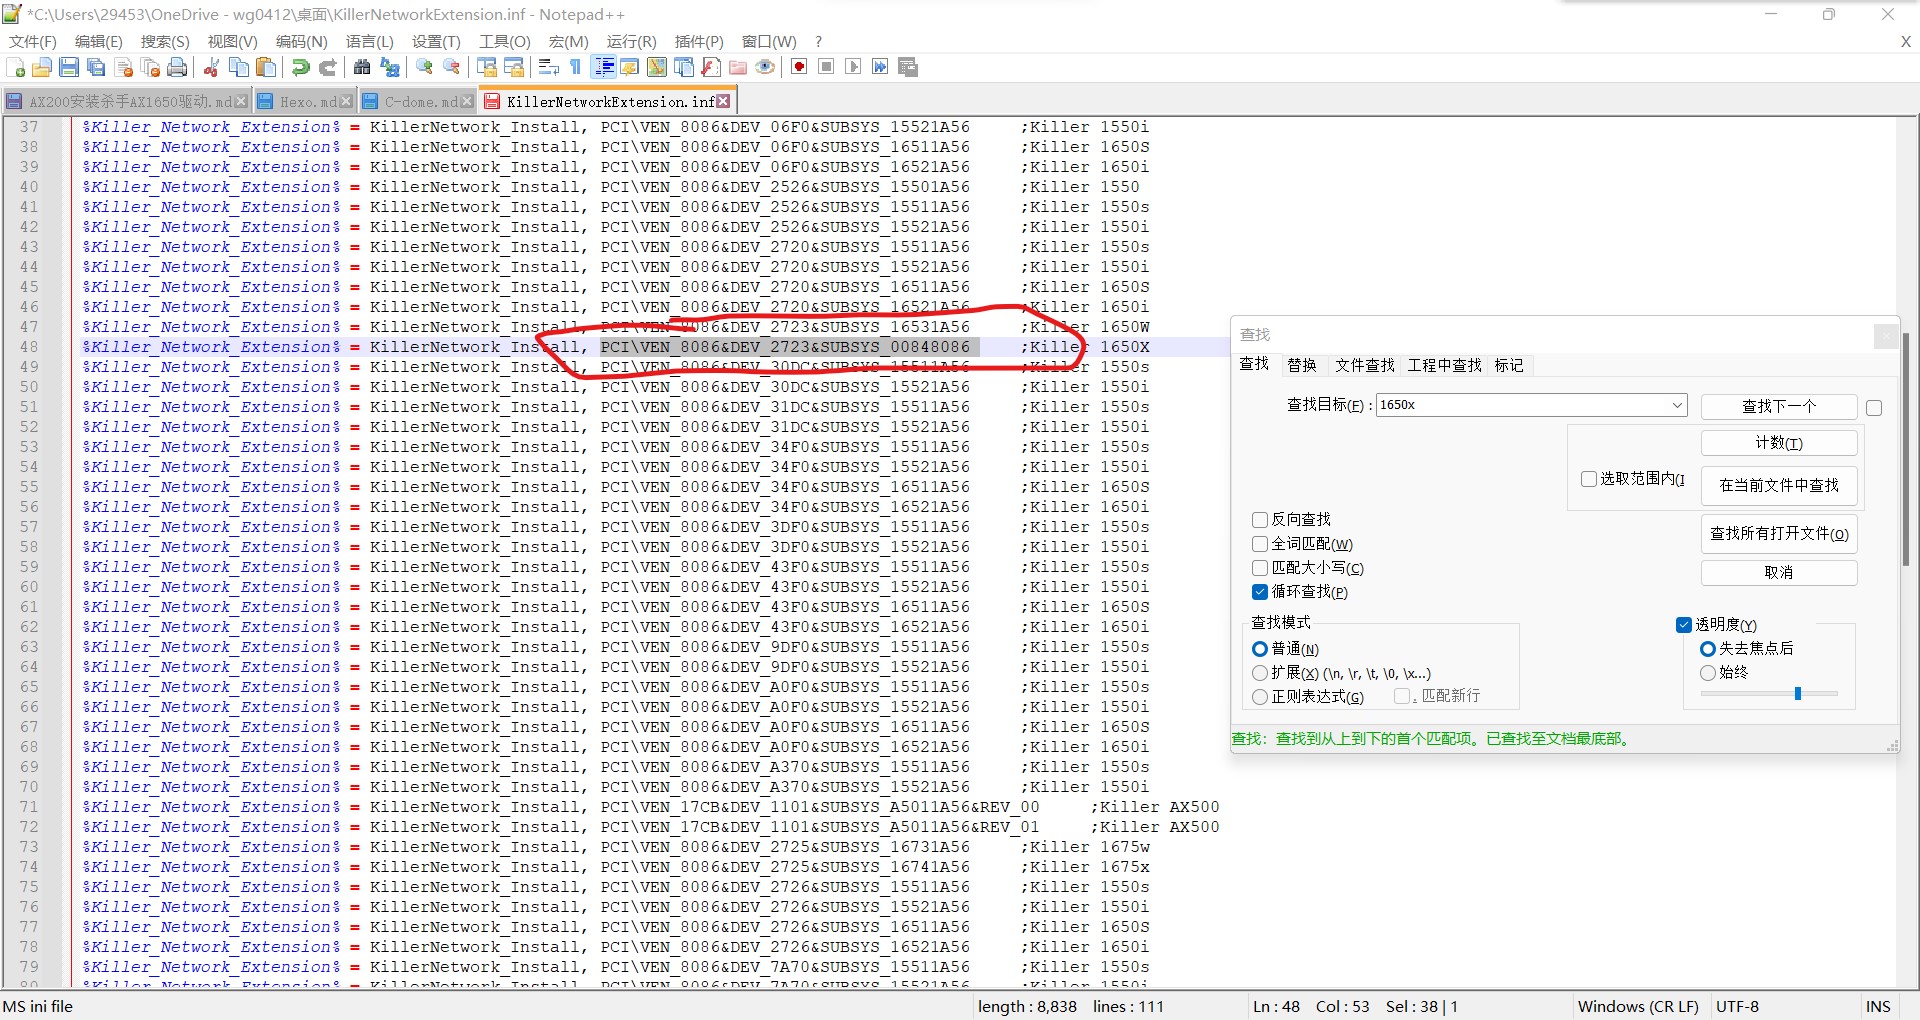 *C:\Users\29453\OneDrive - wg0412\桌面\KillerNetworkExtension.inf - Notepad++
文件(F) 编辑(E) 搜索(S) 视图(V) 编码(N) 语言(L) 设置(T) 工具(O) 宏(M) 运行(R) 插件(P) 窗口(W) ? X
AX200安装杀手AX1650驱动.md Hexo.md C-dome.md KillerNetworkExtension.inf
37 %Killer_Network_Extension% = KillerNetwork_Install, PCI\VEN_8086&DEV_06F0&SUBSYS_15521A56 ;Killer 1550i
38 %Killer_Network_Extension% = KillerNetwork_Install, PCI\VEN_8086&DEV_06F0&SUBSYS_16511A56 ;Killer 1650S
39 %Killer_Network_Extension% = KillerNetwork_Install, PCI\VEN_8086&DEV_06F0&SUBSYS_16521A56 ;Killer 1650i
40 %Killer_Network_Extension% = KillerNetwork_Install, PCI\VEN_8086&DEV_2526&SUBSYS_15501A56 ;Killer 1550
41 %Killer_Network_Extension% = KillerNetwork_Install, PCI\VEN_8086&DEV_2526&SUBSYS_15511A56 ;Killer 1550s
42 %Killer_Network_Extension% = KillerNetwork_Install, PCI\VEN_8086&DEV_2526&SUBSYS_15521A56 ;Killer 1550i
43 %Killer_Network_Extension% = KillerNetwork_Install, PCI\VEN_8086&DEV_2720&SUBSYS_15511A56 ;Killer 1550s
44 %Killer_Network_Extension% = KillerNetwork_Install, PCI\VEN_8086&DEV_2720&SUBSYS_15521A56 ;Killer 1550i
45 %Killer_Network_Extension% = KillerNetwork_Install, PCI\VEN_8086&DEV_2720&SUBSYS_16511A56 ;Killer 1650S
46 %Killer_Network_Extension% = KillerNetwork_Install, PCI\VEN_8086&DEV_2720&SUBSYS_16521A56 ;Killer 1650i
47 %Killer_Network_Extension% = KillerNetwork_Install, PCI\VEN_8086&DEV_2723&SUBSYS_16531A56 ;Killer 1650W
48 %Killer_Network_Extension% = KillerNetwork_Install, PCI\VEN_8086&DEV_2723&SUBSYS_00848086 ;Killer 1650X
49 %Killer_Network_Extension% = KillerNetwork_Install, PCI\VEN_8086&DEV_30DC&SUBSYS_15511A56 ;Killer 1550s
50 %Killer_Network_Extension% = KillerNetwork_Install, PCI\VEN_8086&DEV_30DC&SUBSYS_15521A56 ;Killer 1550i
51 %Killer_Network_Extension% = KillerNetwork_Install, PCI\VEN_8086&DEV_31DC&SUBSYS_15511A56 ;Killer 1550s
52 %Killer_Network_Extension% = KillerNetwork_Install, PCI\VEN_8086&DEV_31DC&SUBSYS_15521A56 ;Killer 1550i
53 %Killer_Network_Extension% = KillerNetwork_Install, PCI\VEN_8086&DEV_34F0&SUBSYS_15511A56 ;Killer 1550s
54 %Killer_Network_Extension% = KillerNetwork_Install, PCI\VEN_8086&DEV_34F0&SUBSYS_15521A56 ;Killer 1550i
55 %Killer_Network_Extension% = KillerNetwork_Install, PCI\VEN_8086&DEV_34F0&SUBSYS_16511A56 ;Killer 1650S
56 %Killer_Network_Extension% = KillerNetwork_Install, PCI\VEN_8086&DEV_34F0&SUBSYS_16521A56 ;Killer 1650i
57 %Killer_Network_Extension% = KillerNetwork_Install, PCI\VEN_8086&DEV_3DF0&SUBSYS_15511A56 ;Killer 1550s
58 %Killer_Network_Extension% = KillerNetwork_Install, PCI\VEN_8086&DEV_3DF0&SUBSYS_15521A56 ;Killer 1550i
59 %Killer_Network_Extension% = KillerNetwork_Install, PCI\VEN_8086&DEV_43F0&SUBSYS_15511A56 ;Killer 1550s
60 %Killer_Network_Extension% = KillerNetwork_Install, PCI\VEN_8086&DEV_43F0&SUBSYS_15521A56 ;Killer 1550i
61 %Killer_Network_Extension% = KillerNetwork_Install, PCI\VEN_8086&DEV_43F0&SUBSYS_16511A56 ;Killer 1650S
62 %Killer_Network_Extension% = KillerNetwork_Install, PCI\VEN_8086&DEV_43F0&SUBSYS_16521A56 ;Killer 1650i
63 %Killer_Network_Extension% = KillerNetwork_Install, PCI\VEN_8086&DEV_9DF0&SUBSYS_15511A56 ;Killer 1550s
64 %Killer_Network_Extension% = KillerNetwork_Install, PCI\VEN_8086&DEV_9DF0&SUBSYS_15521A56 ;Killer 1550i
65 %Killer_Network_Extension% = KillerNetwork_Install, PCI\VEN_8086&DEV_A0F0&SUBSYS_15511A56 ;Killer 1550s
66 %Killer_Network_Extension% = KillerNetwork_Install, PCI\VEN_8086&DEV_A0F0&SUBSYS_15521A56 ;Killer 1550i
67 %Killer_Network_Extension% = KillerNetwork_Install, PCI\VEN_8086&DEV_A0F0&SUBSYS_16511A56 ;Killer 1650S
68 %Killer_Network_Extension% = KillerNetwork_Install, PCI\VEN_8086&DEV_A0F0&SUBSYS_16521A56 ;Killer 1650i
69 %Killer_Network_Extension% = KillerNetwork_Install, PCI\VEN_8086&DEV_A370&SUBSYS_15511A56 ;Killer 1550s
70 %Killer_Network_Extension% = KillerNetwork_Install, PCI\VEN_8086&DEV_A370&SUBSYS_15521A56 ;Killer 1550i
71 %Killer_Network_Extension% = KillerNetwork_Install, PCI\VEN_17CB&DEV_1101&SUBSYS_A5011A56&REV_00 ;Killer AX500
72 %Killer_Network_Extension% = KillerNetwork_Install, PCI\VEN_17CB&DEV_1101&SUBSYS_A5011A56&REV_01 ;Killer AX500
73 %Killer_Network_Extension% = KillerNetwork_Install, PCI\VEN_8086&DEV_2725&SUBSYS_16731A56 ;Killer 1675w
74 %Killer_Network_Extension% = KillerNetwork_Install, PCI\VEN_8086&DEV_2725&SUBSYS_16741A56 ;Killer 1675x
75 %Killer_Network_Extension% = KillerNetwork_Install, PCI\VEN_8086&DEV_2726&SUBSYS_15511A56 ;Killer 1550s
76 %Killer_Network_Extension% = KillerNetwork_Install, PCI\VEN_8086&DEV_2726&SUBSYS_15521A56 ;Killer 1550i
77 %Killer_Network_Extension% = KillerNetwork_Install, PCI\VEN_8086&DEV_2726&SUBSYS_16511A56 ;Killer 1650S
78 %Killer_Network_Extension% = KillerNetwork_Install, PCI\VEN_8086&DEV_2726&SUBSYS_16521A56 ;Killer 1650i
79 %Killer_Network_Extension% = KillerNetwork_Install, PCI\VEN_8086&DEV_7A70&SUBSYS_15511A56 ;Killer 1550s
80 %Killer_Network_Extension% = KillerNetwork_Install, PCI\VEN_8086&DEV_7A70&SUBSYS_15521A56 ;Killer 1550i
查找
查找 替换 文件查找 工程中查找 标记
查找目标(F) : 1650x 查找下一个
计数(T)
选取范围内(I 在当前文件中查找
反向查找
查找所有打开文件(O)
全词匹配(W)
匹配大小写(C) 取消
循环查找(P)
查找模式 透明度(Y)
普通(N) 失去焦点后
扩展(X) (\n, \r, \t, \0, \x...) 始终
正则表达式(G) . 匹配新行
查找: 查找到从上到下的首个匹配项。已查找至文档最底部。
MS ini file length : 8,838 lines : 111 Ln : 48 Col : 53 Sel : 38 | 1 Windows (CR LF) UTF-8 INS